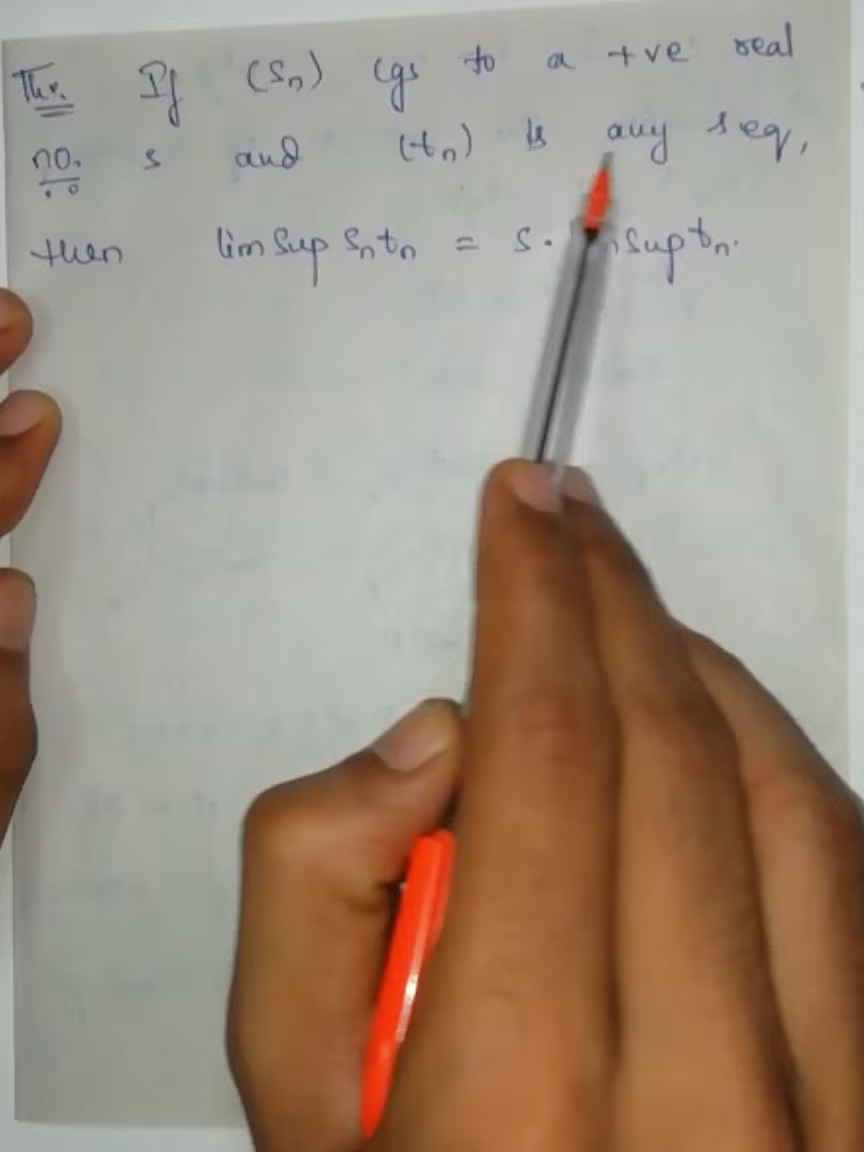 Thm. If (Sn) cgs to a +ve real
no. s and (tn) is any seq,
then lim sup Sntn = s. sup tn.